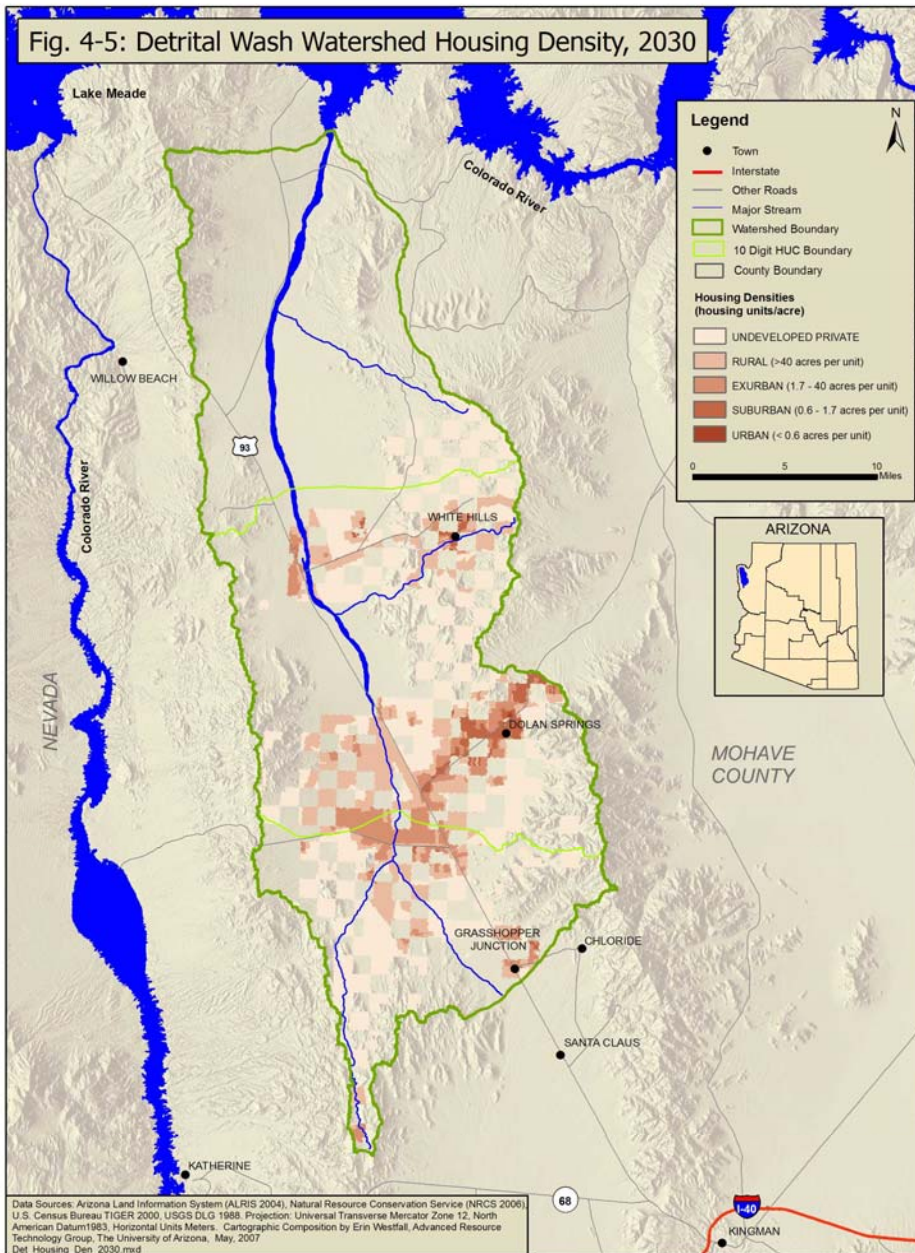 Fig. 4-5: Detrital Wash Watershed Housing Density, 2030
Lake Meade
Colorado River
Legend
N
Town
Interstate
Other Roads
Major Stream
Watershed Boundary
10 Digit HUC Boundary
County Boundary
Housing Densities
(housing units/acre)
UNDEVELOPED PRIVATE
RURAL (>40 acres per unit)
EXURBAN (1.7 - 40 acres per unit)
SUBURBAN (0.6 - 1.7 acres per unit)
URBAN (< 0.6 acres per unit)
0 5 10
Miles
WILLOW BEACH
93
Colorado River
WHITE HILLS
ARIZONA
NEVADA
DOLAN SPRINGS
MOHAVE
COUNTY
GRASSHOPPER
JUNCTION
CHLORIDE
SANTA CLAUS
KATHERINE
68
I-40
KINGMAN
Data Sources: Arizona Land Information System (ALRIS 2004), Natural Resource Conservation Service (NRCS 2006),
U.S. Census Bureau TIGER 2000, USGS DLG 1988. Projection: Universal Transverse Mercator Zone 12, North
American Datum1983, Horizontal Units Meters. Cartographic Composition by Erin Westfall, Advanced Resource
Technology Group, The University of Arizona, May, 2007
Det_Housing_Den_2030.mxd